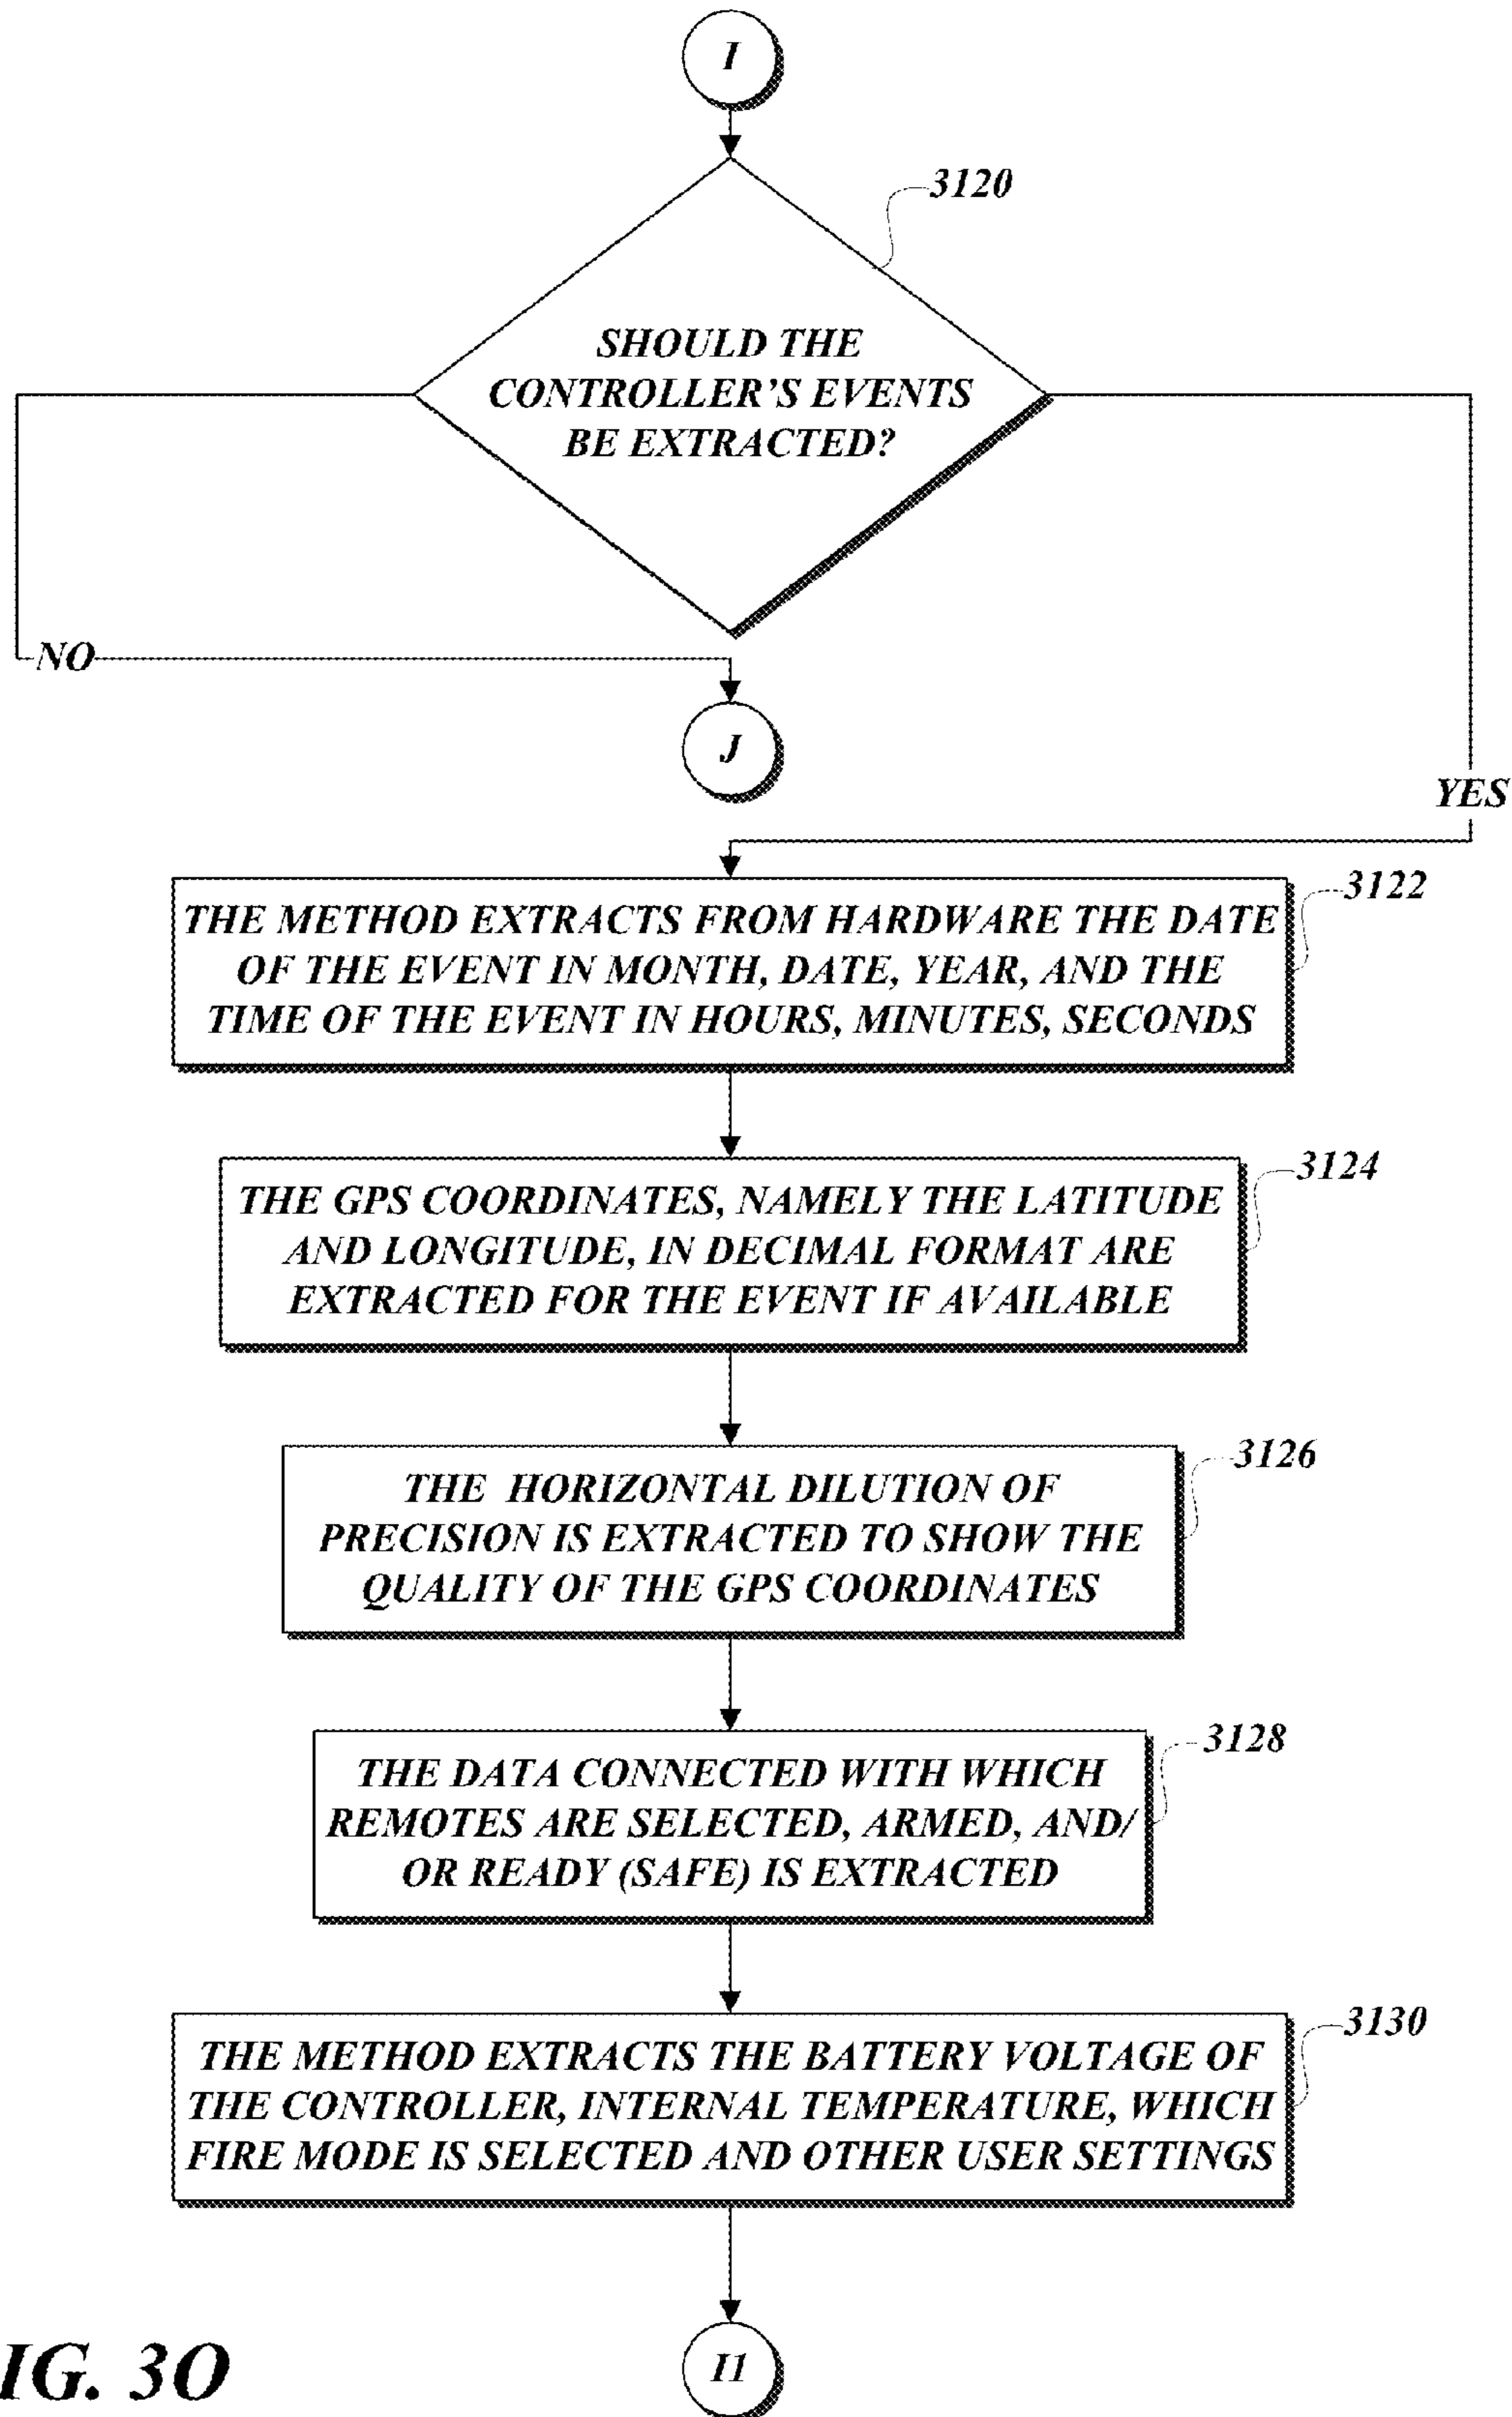 I
3120
SHOULD THE
CONTROLLER'S EVENTS
BE EXTRACTED?
NO
J
YES
3122
THE METHOD EXTRACTS FROM HARDWARE THE DATE
OF THE EVENT IN MONTH, DATE, YEAR, AND THE
TIME OF THE EVENT IN HOURS, MINUTES, SECONDS
3124
THE GPS COORDINATES, NAMELY THE LATITUDE
AND LONGITUDE, IN DECIMAL FORMAT ARE
EXTRACTED FOR THE EVENT IF AVAILABLE
3126
THE HORIZONTAL DILUTION OF
PRECISION IS EXTRACTED TO SHOW THE
QUALITY OF THE GPS COORDINATES
3128
THE DATA CONNECTED WITH WHICH
REMOTES ARE SELECTED, ARMED, AND/
OR READY (SAFE) IS EXTRACTED
3130
THE METHOD EXTRACTS THE BATTERY VOLTAGE OF
THE CONTROLLER, INTERNAL TEMPERATURE, WHICH
FIRE MODE IS SELECTED AND OTHER USER SETTINGS
I1
IG. 3O